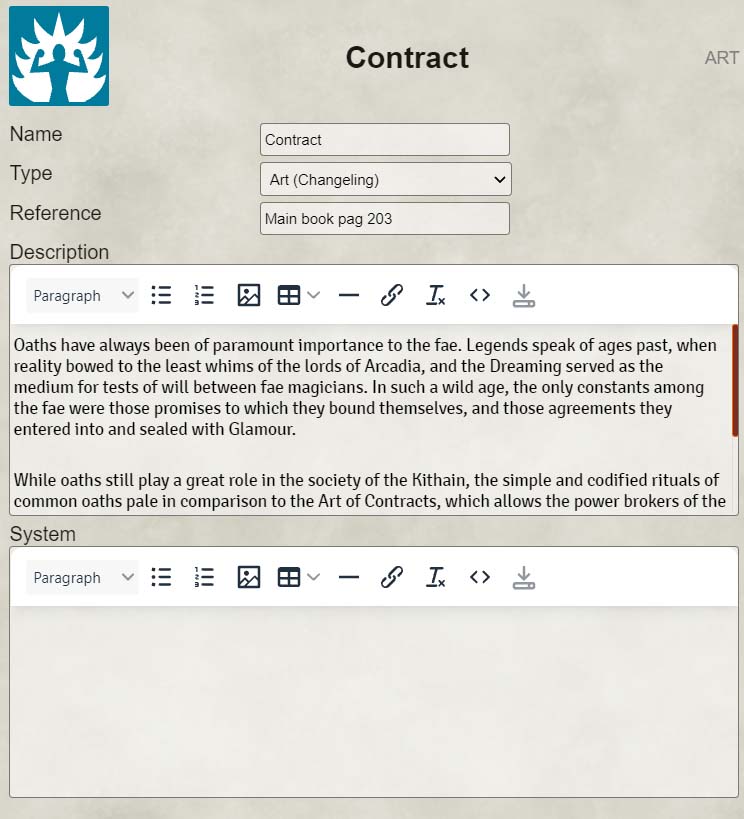 Contract
ART
Name
Contract
Type
Art (Changeling)
Reference
Main book pag 203
Description
Paragraph
Oaths have always been of paramount importance to the fae. Legends speak of ages past, when
reality bowed to the least whims of the lords of Arcadia, and the Dreaming served as the
medium for tests of will between fae magicians. In such a wild age, the only constants among
the fae were those promises to which they bound themselves, and those agreements they
entered into and sealed with Glamour.
While oaths still play a great role in the society of the Kithain, the simple and codified rituals of
common oaths pale in comparison to the Art of Contracts, which allows the power brokers of the
System
Paragraph